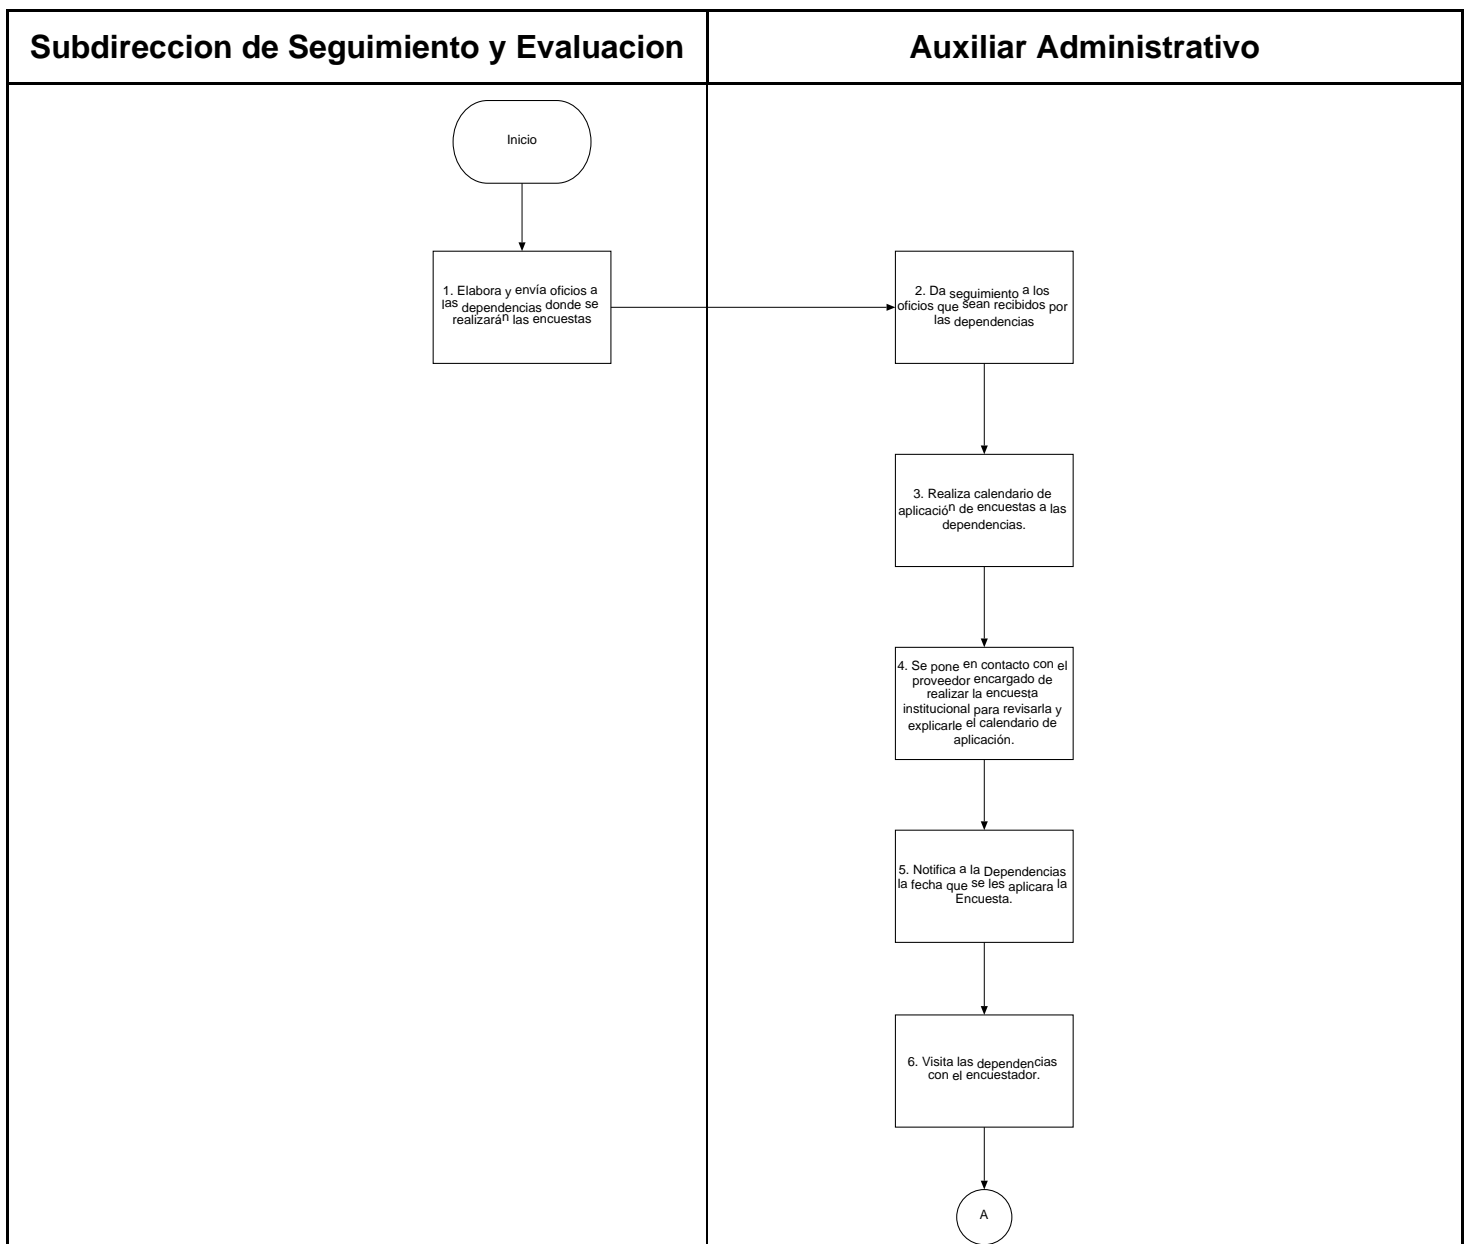 Subdireccion de Seguimiento y Evaluacion
Auxiliar Administrativo
Inicio
1. Elabora y envía oficios a
las dependencias donde se
realizarán las encuestas
2. Da seguimiento a los
oficios que sean recibidos por
las dependencias
3. Realiza calendario de
aplicación de encuestas a las
dependencias.
4. Se pone en contacto con el
proveedor encargado de
realizar la encuesta
institucional para revisarla y
explicarle el calendario de
aplicación.
5. Notifica a la Dependencias
la fecha que se les aplicara la
Encuesta.
6. Visita las dependencias
con el encuestador.
A